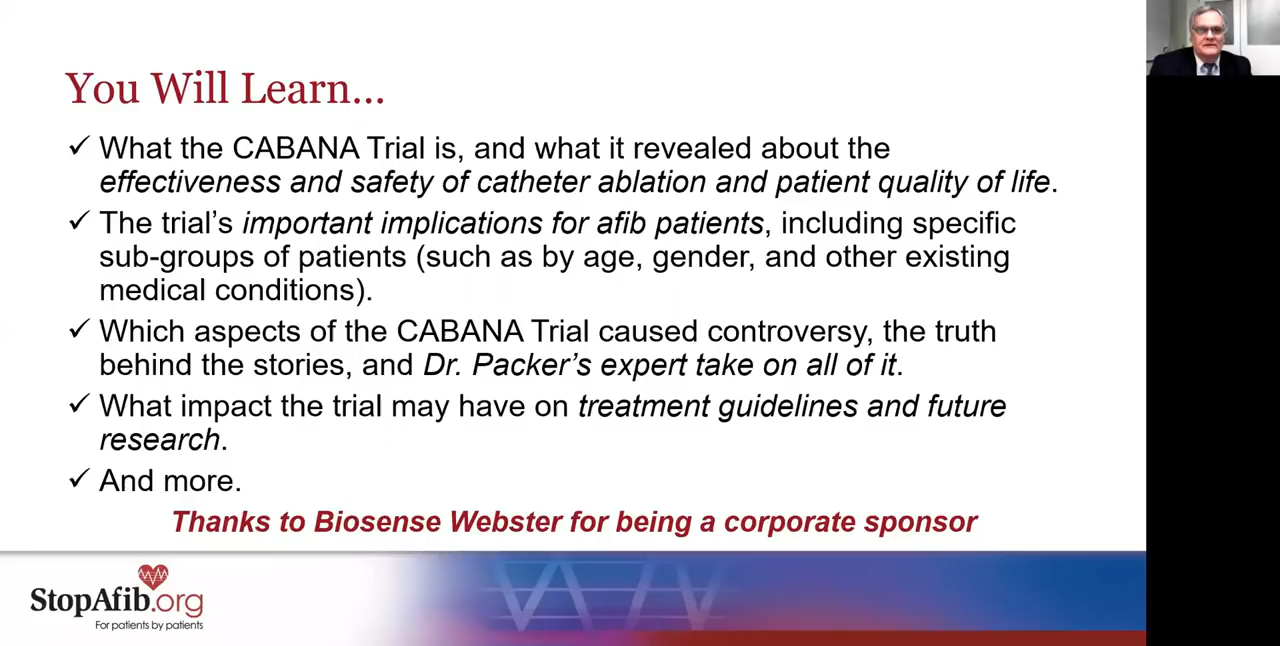 You Will Learn...
✓ What the CABANA Trial is, and what it revealed about the
effectiveness and safety of catheter ablation and patient quality of life.
✓ The trial's important implications for afib patients, including specific
sub-groups of patients (such as by age, gender, and other existing
medical conditions).
✓ Which aspects of the CABANA Trial caused controversy, the truth
behind the stories, and Dr. Packer's expert take on all of it.
✓ What impact the trial may have on treatment guidelines and future
research.
✓ And more.
Thanks to Biosense Webster for being a corporate sponsor
StopAfib.org
For patients by patients